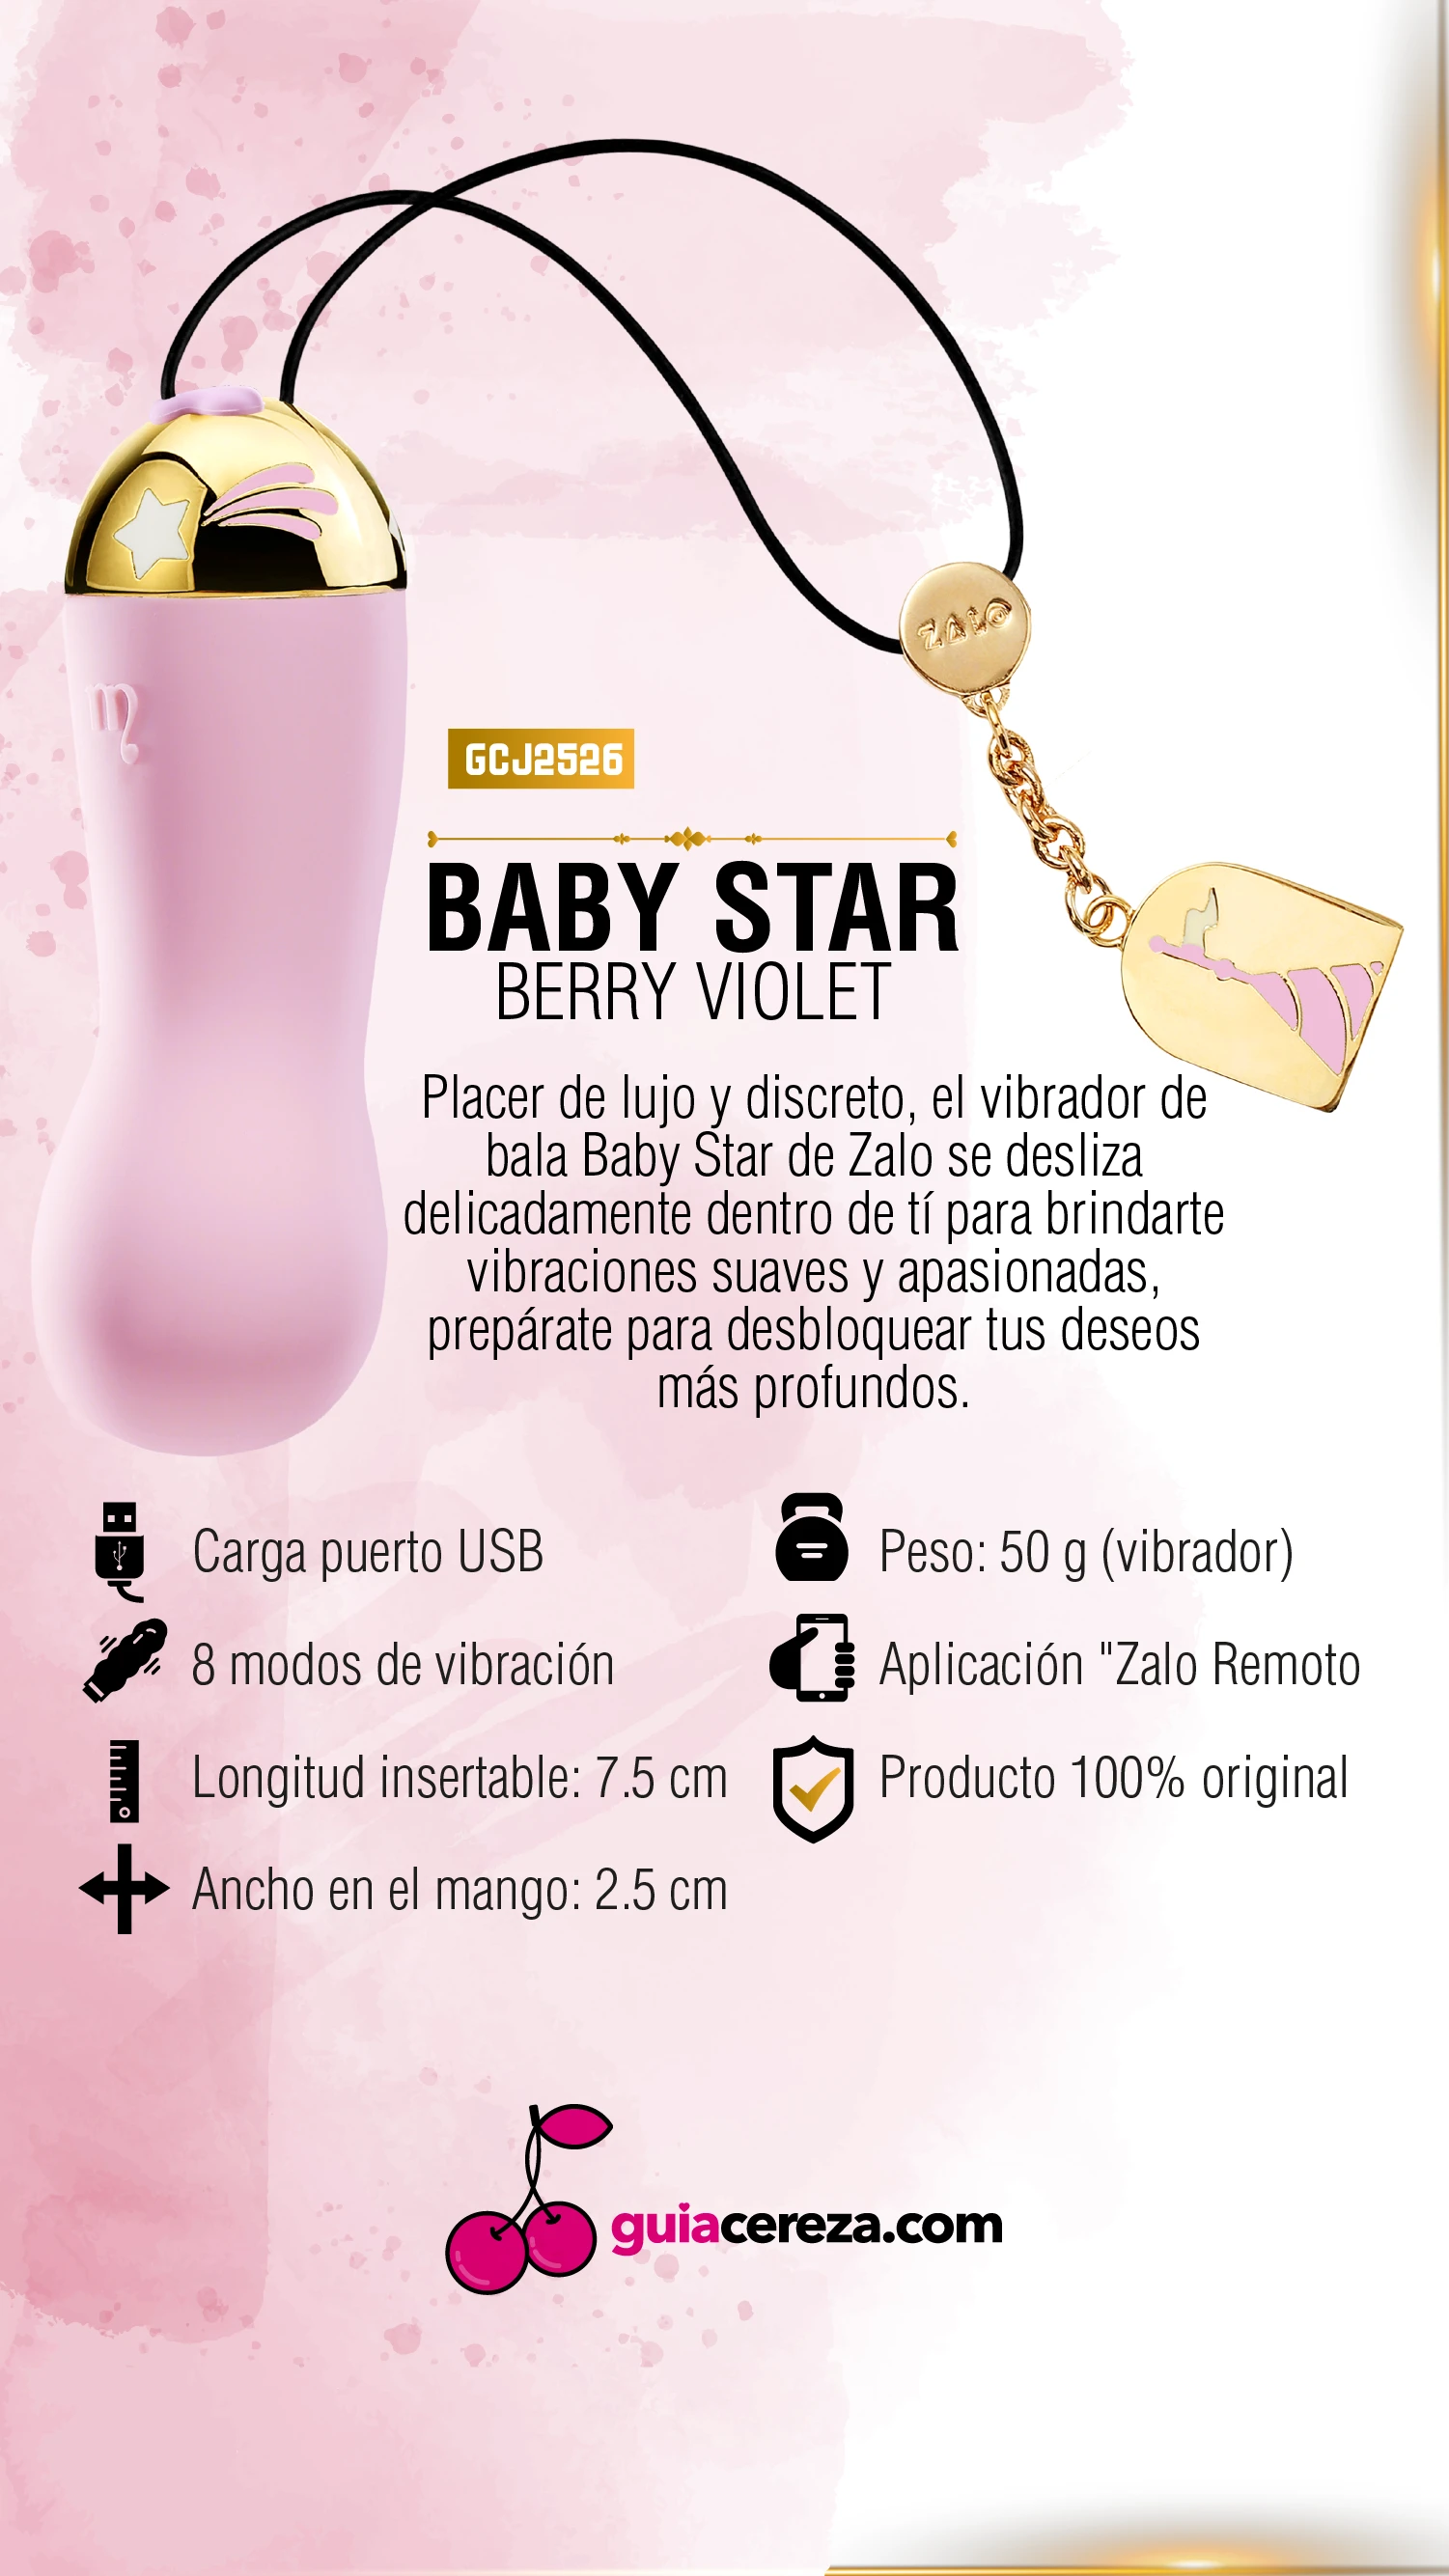 ZALO
GCJ2526
BABY STAR
BERRY VIOLET
Placer de lujo y discreto, el vibrador de
bala Baby Star de Zalo se desliza
delicadamente dentro de tí para brindarte
vibraciones suaves y apasionadas,
prepárate para desbloquear tus deseos
más profundos.
Carga puerto USB
8 modos de vibración
Longitud insertable: 7.5 cm
Ancho en el mango: 2.5 cm
Peso: 50 g (vibrador)
Aplicación "Zalo Remoto
Producto 100% original
guiacereza.com